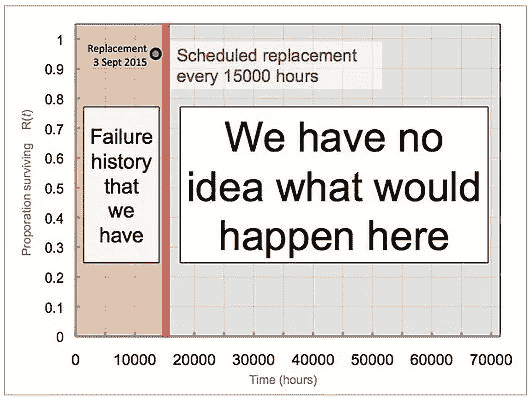 1
0.9
0.8
0.7
0.6
0.5
0.4
0.3
0.2
0.1
0
Proporation surviving R(t)
Replacement
3 Sept 2015
Scheduled replacement
every 15000 hours
Failure
history
that
we
have
We have no
idea what would
happen here
0 10000 20000 30000 40000 50000 60000 70000
Time (hours)